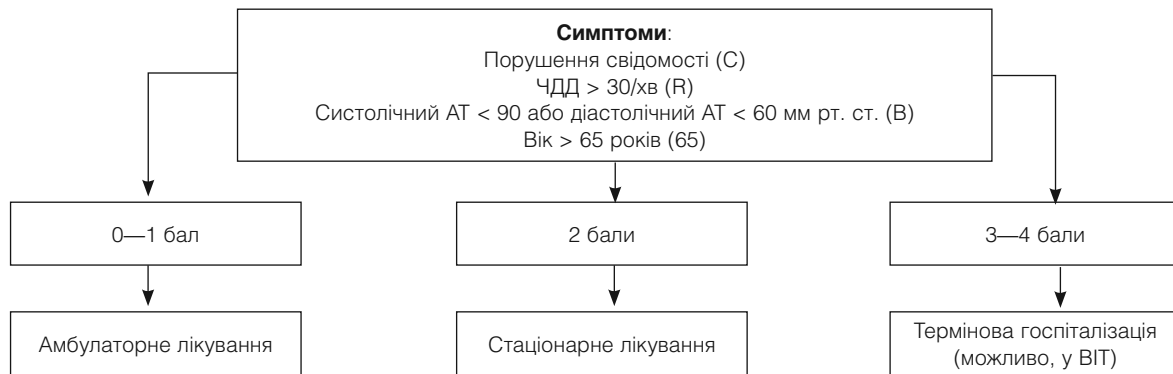 Симптоми:
Порушення свідомості (C)
ЧДД > 30/хв (R)
Систолічний АТ < 90 або діастолічний АТ < 60 мм рт. ст. (B)
Вік > 65 років (65)
0—1 бал
2 бали
3—4 бали
Амбулаторне лікування
Стаціонарне лікування
Термінова госпіталізація
(можливо, у ВІТ)